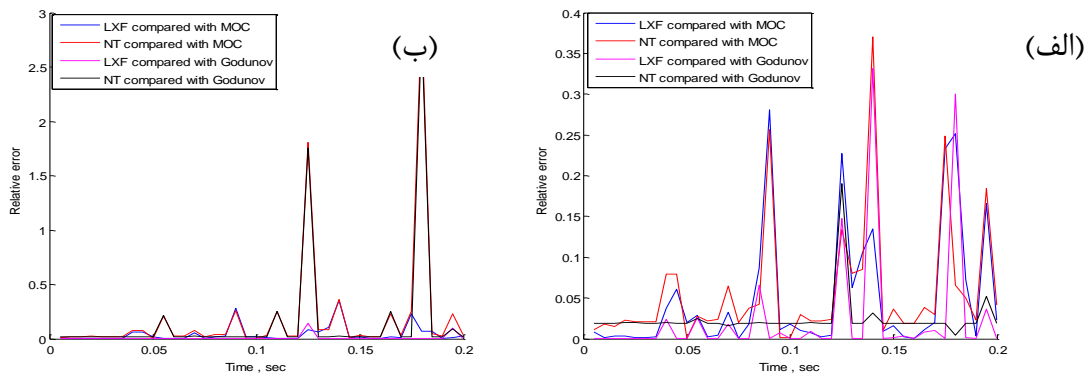 (ب)
LXF compared with MOC
NT compared with MOC
LXF compared with Godunov
NT compared with Godunov
Relative error
3
2.5
2
1.5
1
0.5
0
0
0.05
0.1
0.15
0.2
Time , sec
(الف)
LXF compared with MOC
NT compared with MOC
LXF compared with Godunov
NT compared with Godunov
Relative error
0.4
0.35
0.3
0.25
0.2
0.15
0.1
0.05
0
0
0.05
0.1
0.15
0.2
Time , sec